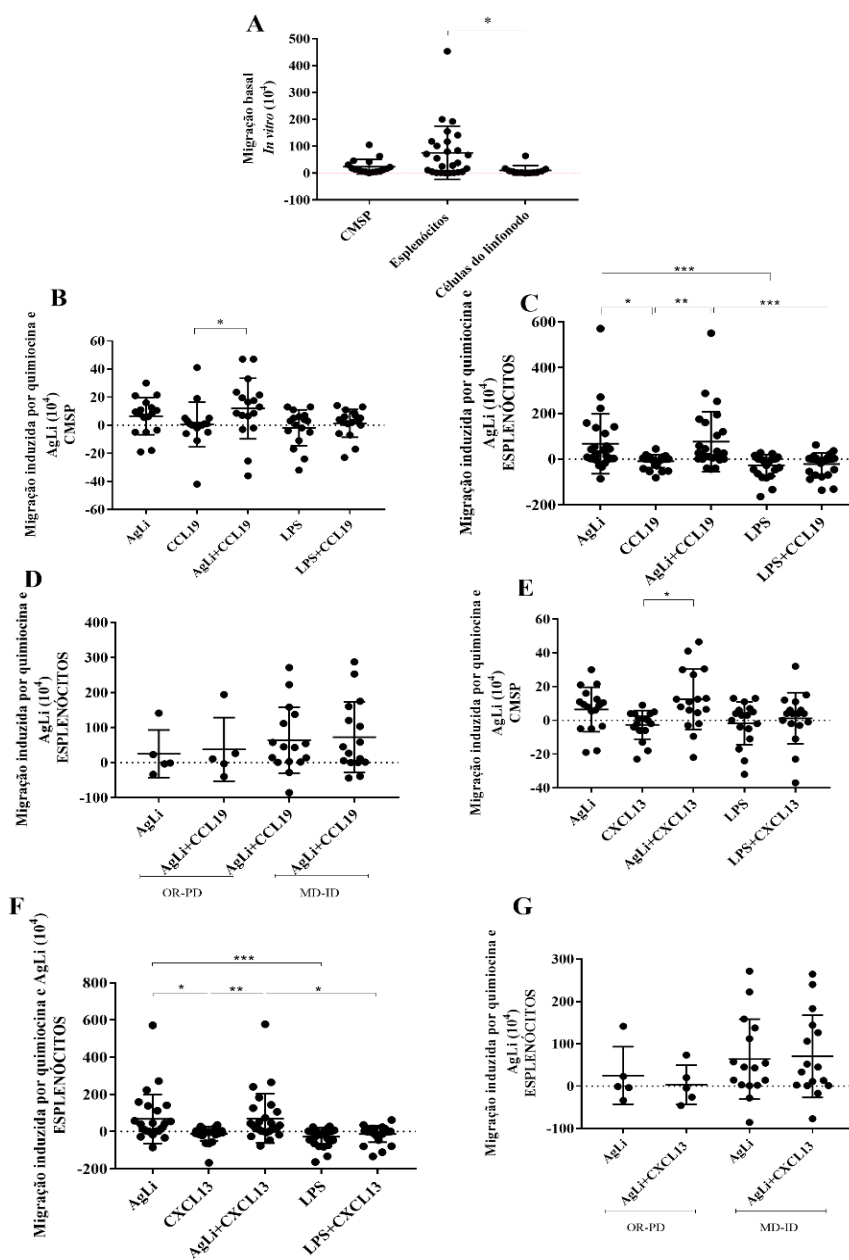 A
Migração basal
In vitro (10⁴)
500
400
300
200
100
0
-100
*
CMSP
Esplenócitos
Células do linfonodo
B
Migração induzida por quimiocina e
AgLi (10⁴)
CMSP
60
40
20
0
-20
-40
-60
*
AgLi
CCL19
AgLi+CCL19
LPS
LPS+CCL19
C
Migração induzida por quimiocina e
AgLi (10⁴)
ESPLENÓCITOS
600
400
200
0
-200
***
*
**
***
AgLi
CCL19
AgLi+CCL19
LPS
LPS+CCL19
D
Migração induzida por quimiocina e
AgLi (10⁴)
ESPLENÓCITOS
400
300
200
100
0
-100
AgLi
AgLi+CCL19
AgLi+CCL19
AgLi+CCL19
OR-PD
MD-ID
E
Migração induzida por quimiocina e
AgLi (10⁴)
CMSP
60
40
20
0
-20
-40
*
AgLi
CXCL13
AgLi+CXCL13
LPS
LPS+CXCL13
F
Migração induzida por quimiocina e AgLi (10⁴)
ESPLENÓCITOS
800
600
400
200
0
-200
***
*
**
*
AgLi
CXCL13
AgLi+CXCL13
LPS
LPS+CXCL13
G
Migração induzida por quimiocina e
AgLi (10⁴)
ESPLENÓCITOS
300
200
100
0
-100
AgLi
AgLi+CXCL13
AgLi
AgLi+CXCL13
OR-PD
MD-ID